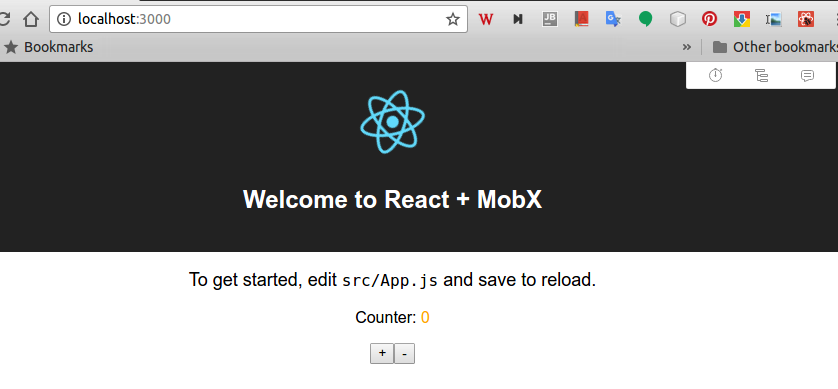 localhost:3000
W
JB
Bookmarks
»
Other bookmarks
Welcome to React + MobX
To get started, edit src/App.js and save to reload.
Counter: 0
+ -